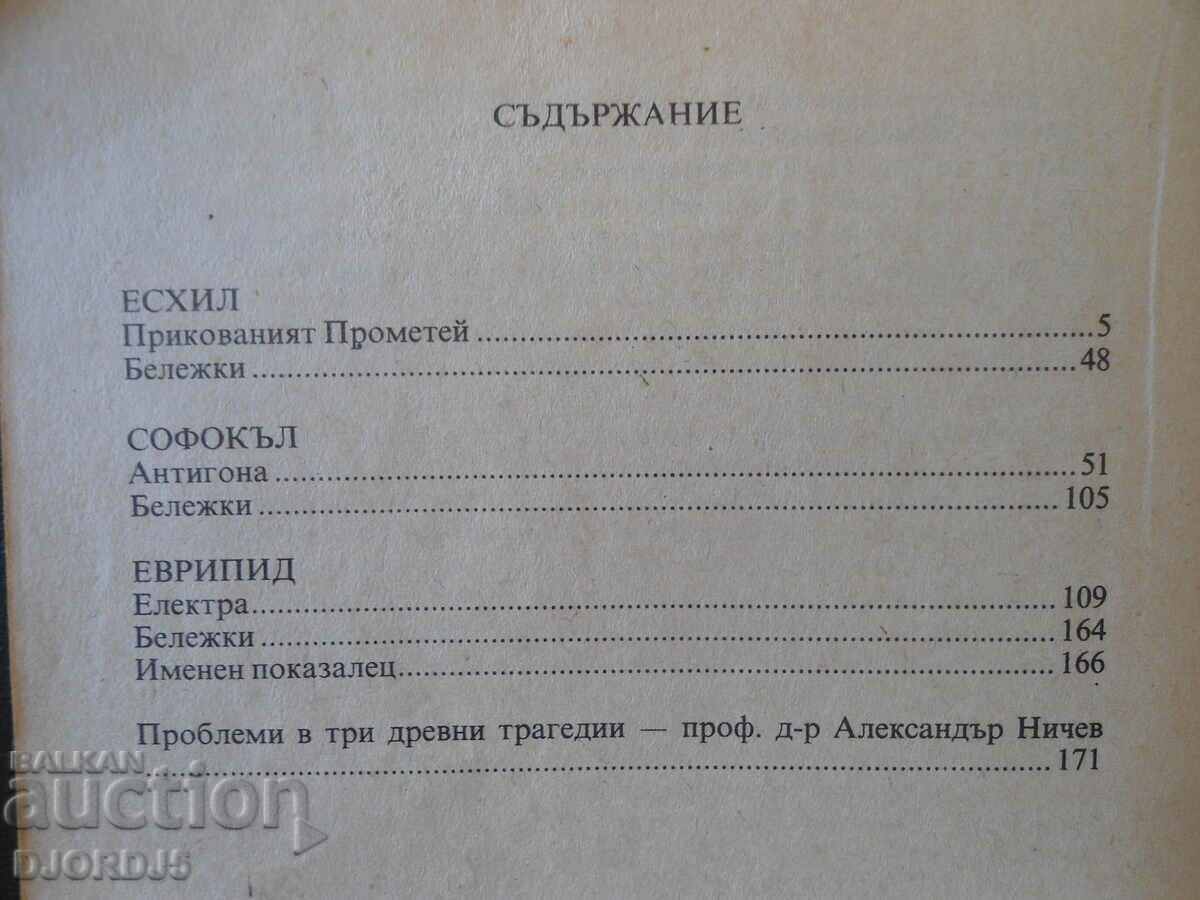 СЪДЪРЖАНИЕ
ЕСХИЛ
Прикованият Прометей.....5
Бележки.....48
СОФОКЪЛ
Антигона.....51
Бележки.....105
ЕВРИПИД
Електра.....109
Бележки.....164
Именен показалец.....166
Проблеми в три древни трагедии — проф. д-р Александър Ничев
.....171
BALKAN
auction
DJORDJ5